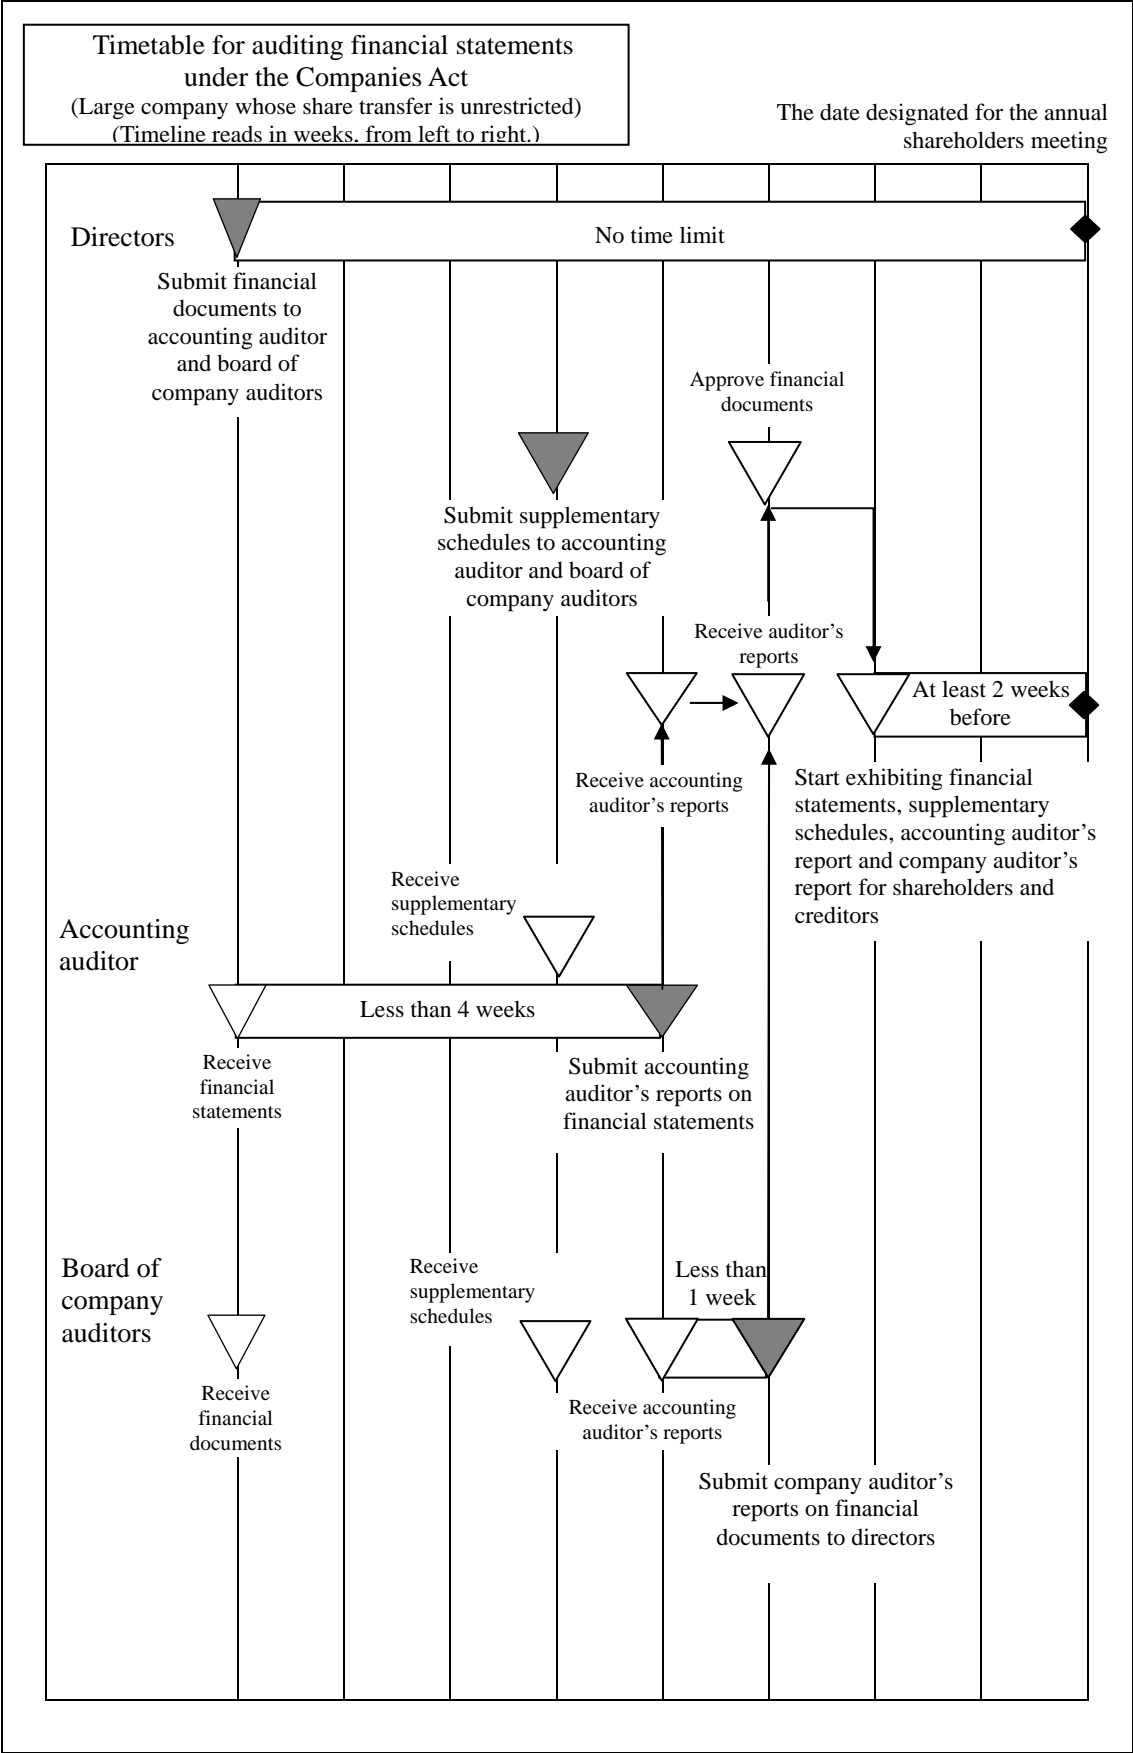 Timetable for auditing financial statements
under the Companies Act
(Large company whose share transfer is unrestricted)
(Timeline reads in weeks, from left to right.)
The date designated for the annual
shareholders meeting
Directors
No time limit
Submit financial
documents to
accounting auditor
and board of
company auditors
Approve financial
documents
Submit supplementary
schedules to accounting
auditor and board of
company auditors
Receive auditor’s
reports
At least 2 weeks
before
Receive accounting
auditor’s reports
Start exhibiting financial
statements, supplementary
schedules, accounting auditor’s
report and company auditor’s
report for shareholders and
creditors
Receive
supplementary
schedules
Accounting
auditor
Less than 4 weeks
Receive
financial
statements
Submit accounting
auditor’s reports on
financial statements
Board of
company
auditors
Receive
supplementary
schedules
Less than
1 week
Receive
financial
documents
Receive accounting
auditor’s reports
Submit company auditor’s
reports on financial
documents to directors